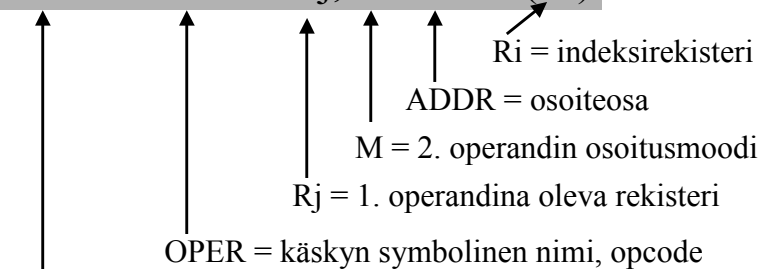 Ri = indeksirekisteri
ADDR = osoiteosa
M = 2. operandin osoitusmoodi
Rj = 1. operandina oleva rekisteri
OPER = käskyn symbolinen nimi, opcode